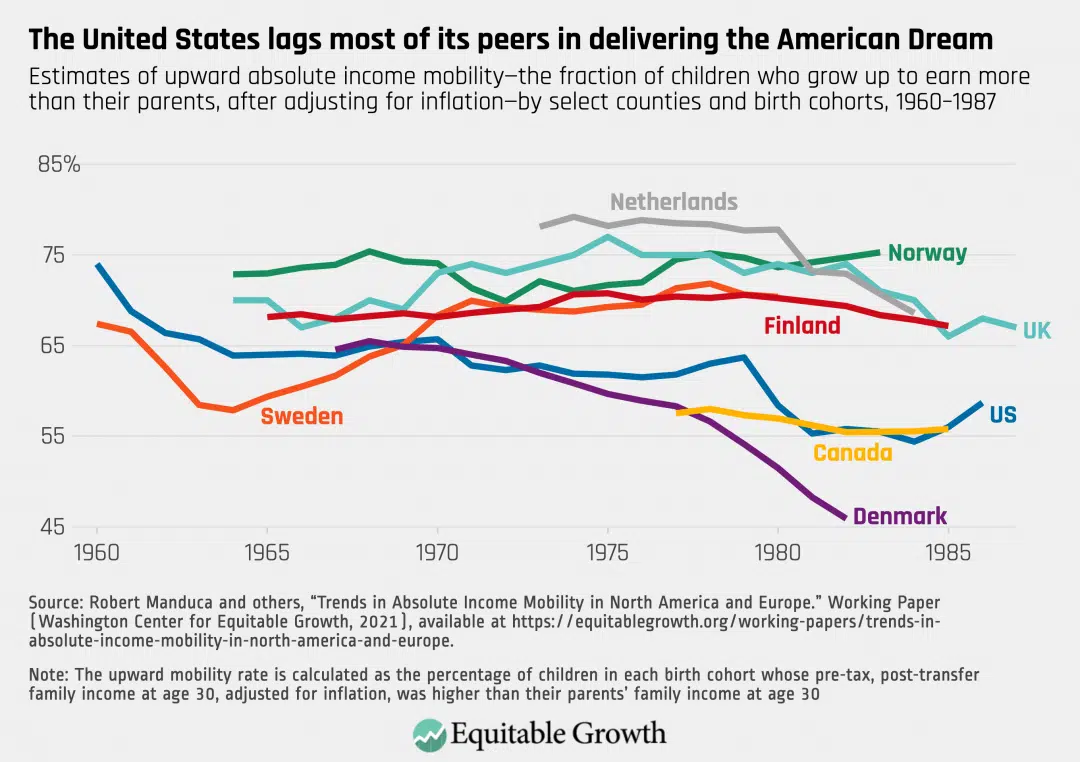 The United States lags most of its peers in delivering the American Dream
Estimates of upward absolute income mobility—the fraction of children who grow up to earn more
than their parents, after adjusting for inflation—by select counties and birth cohorts, 1960–1987
85%
75
65
55
45
Netherlands
Norway
Finland
UK
Sweden
US
Canada
Denmark
1960
1965
1970
1975
1980
1985
Source: Robert Manduca and others, “Trends in Absolute Income Mobility in North America and Europe.” Working Paper
(Washington Center for Equitable Growth, 2021), available at https://equitablegrowth.org/working-papers/trends-in-
absolute-income-mobility-in-north-america-and-europe.
Note: The upward mobility rate is calculated as the percentage of children in each birth cohort whose pre-tax, post-transfer
family income at age 30, adjusted for inflation, was higher than their parents’ family income at age 30
Equitable Growth